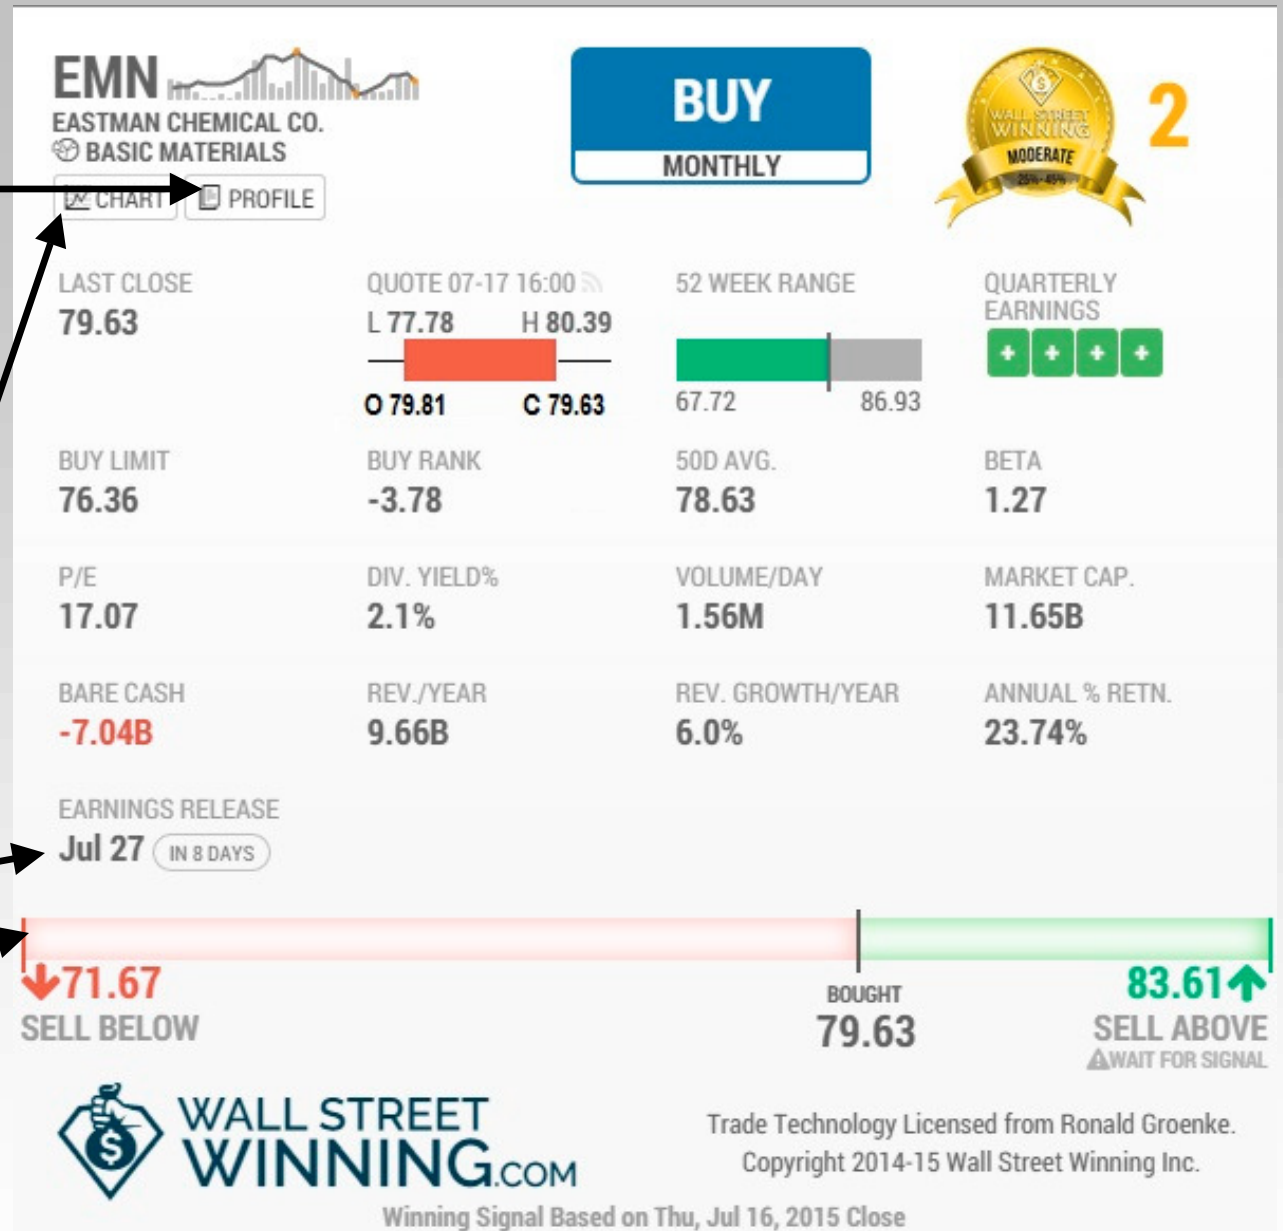 EMN
EASTMAN CHEMICAL CO.
BASIC MATERIALS
CHART PROFILE
BUY
MONTHLY
WALL STREET
WINNING
MODERATE
25%-45%
2
LAST CLOSE
79.63
QUOTE 07-17 16:00
L 77.78 H 80.39
O 79.81 C 79.63
52 WEEK RANGE
67.72 86.93
QUARTERLY
EARNINGS
+ + + +
BUY LIMIT
76.36
BUY RANK
-3.78
50D AVG.
78.63
BETA
1.27
P/E
17.07
DIV. YIELD%
2.1%
VOLUME/DAY
1.56M
MARKET CAP.
11.65B
BARE CASH
-7.04B
REV./YEAR
9.66B
REV. GROWTH/YEAR
6.0%
ANNUAL % RETN.
23.74%
EARNINGS RELEASE
Jul 27 IN 8 DAYS
71.67
SELL BELOW
BOUGHT
79.63
83.61
SELL ABOVE
WAIT FOR SIGNAL
WALL STREET
WINNING.COM
Trade Technology Licensed from Ronald Groenke.
Copyright 2014-15 Wall Street Winning Inc.
Winning Signal Based on Thu, Jul 16, 2015 Close